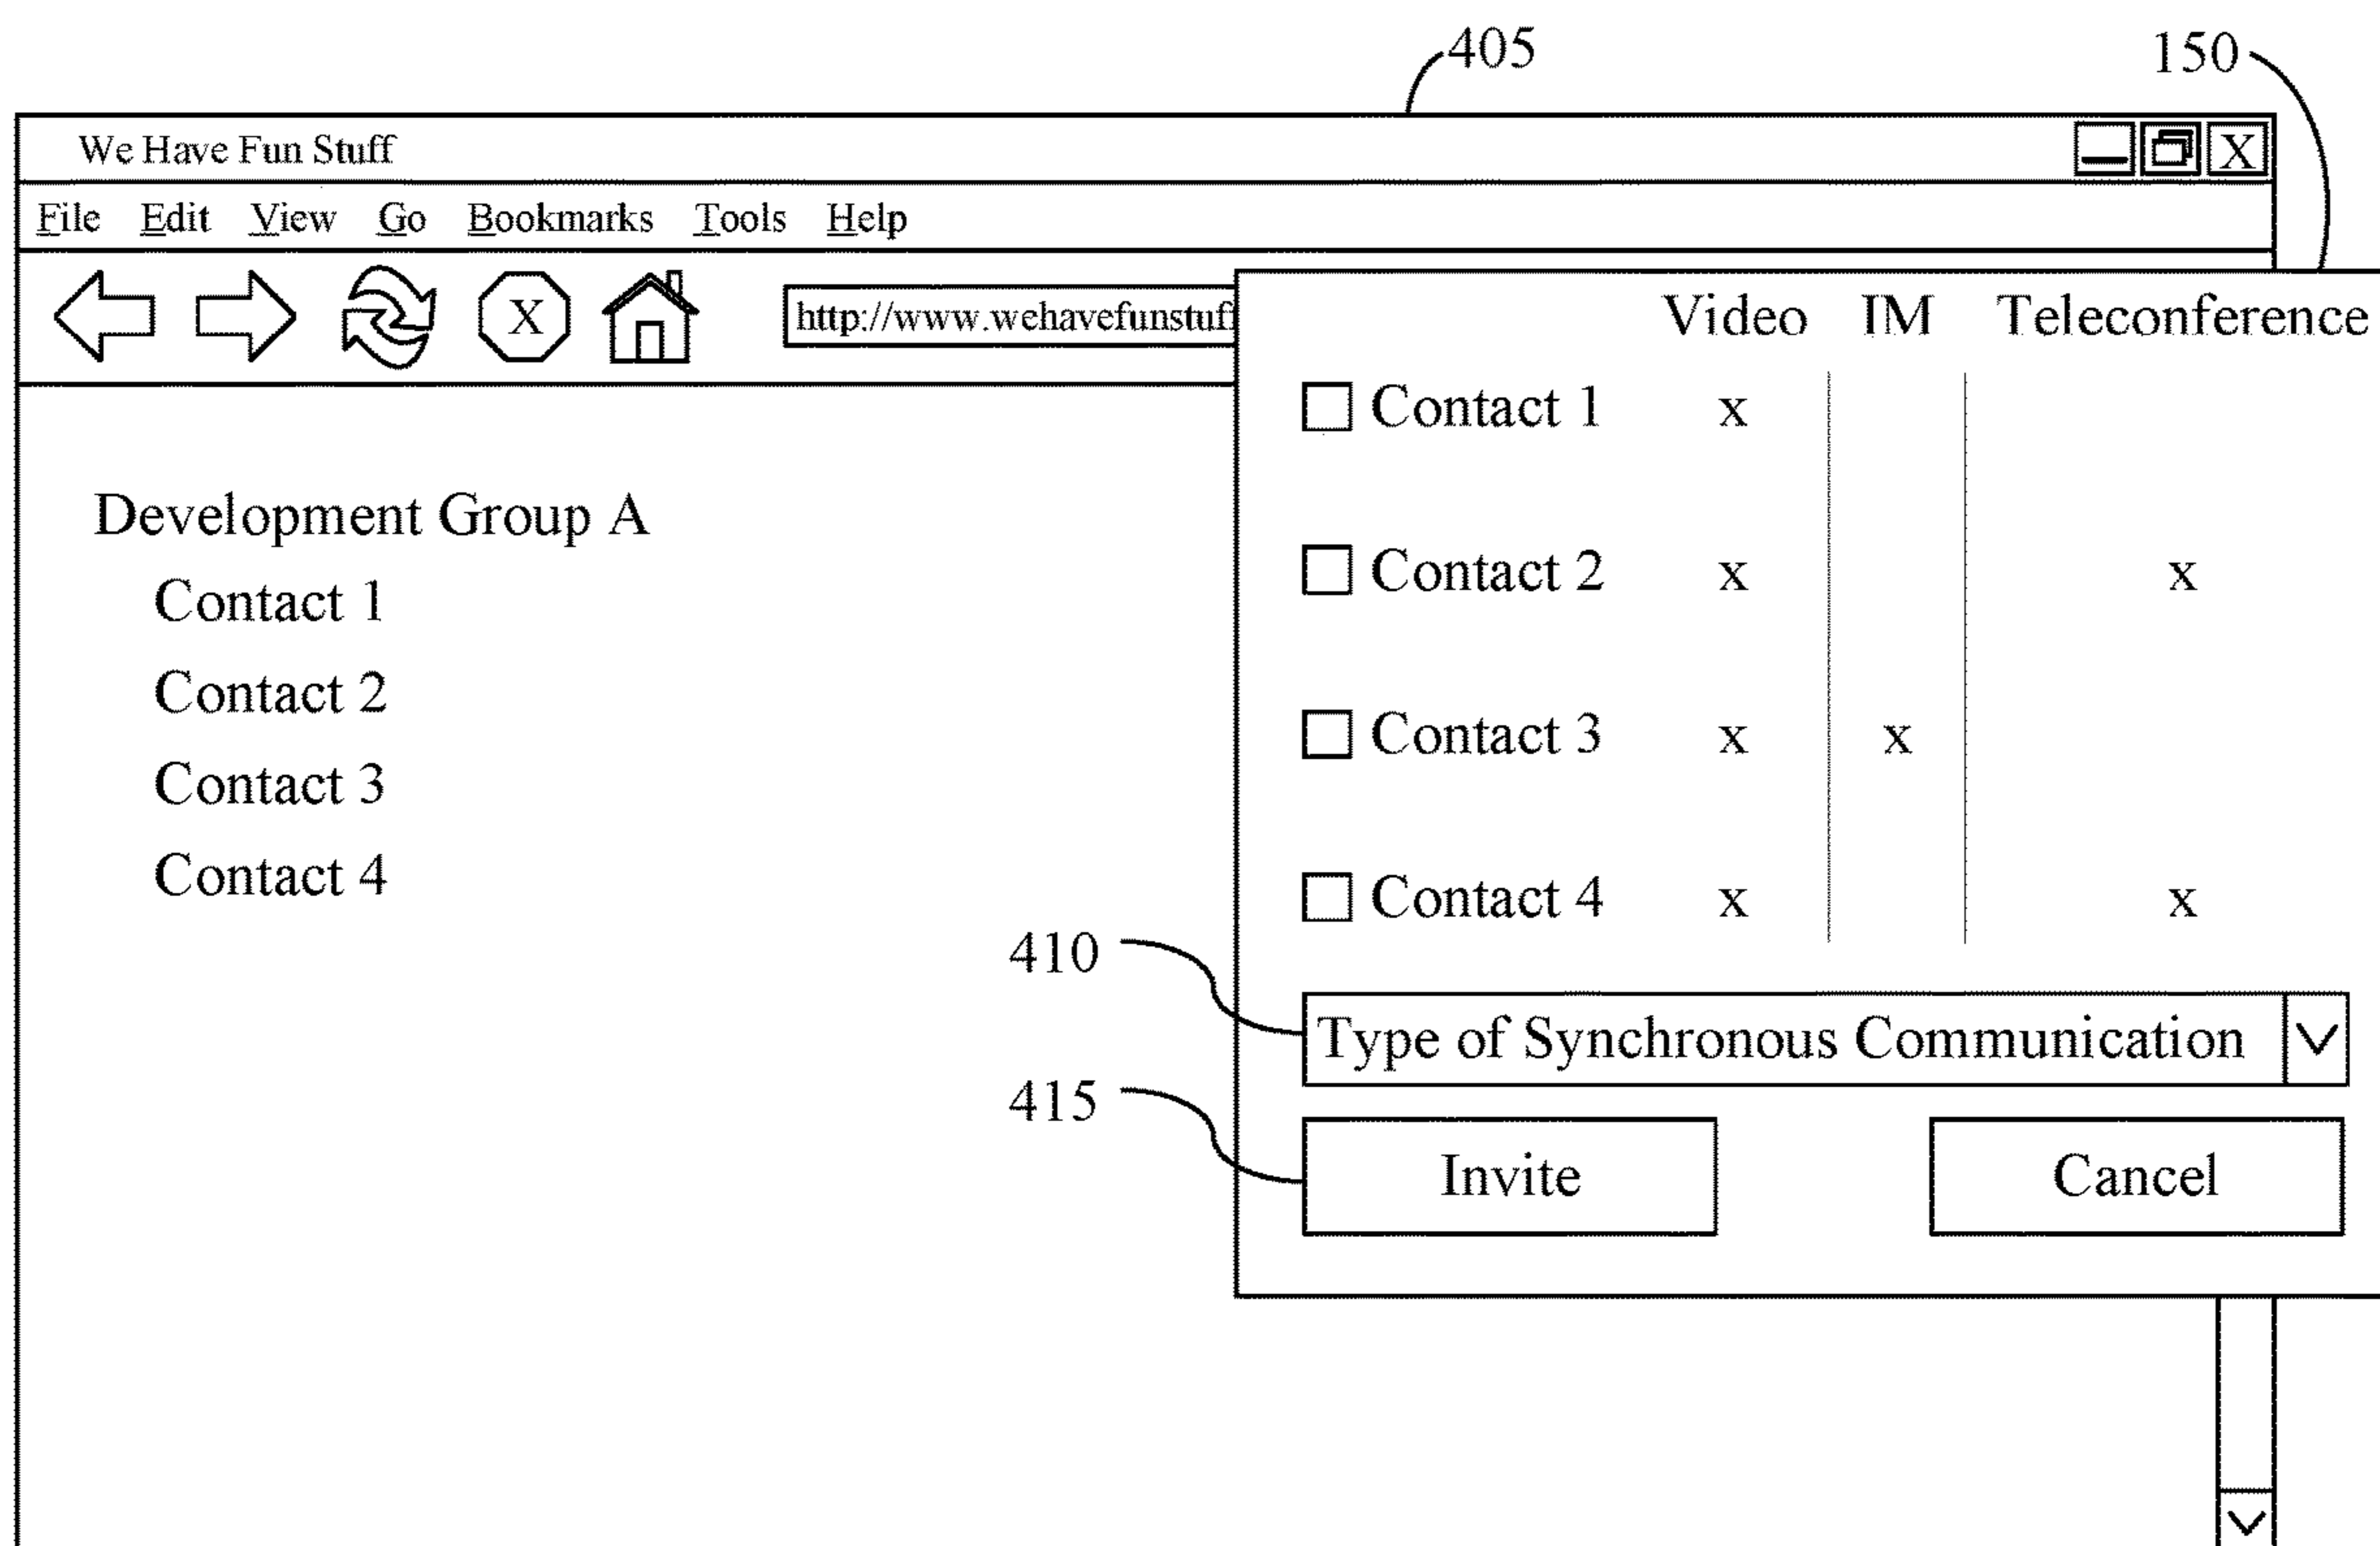 405
150
We Have Fun Stuff
X
File Edit View Go Bookmarks Tools Help
X
http://www.wehavefunstuff
Video IM Teleconference
Contact 1 x
Contact 2 x x
Contact 3 x x
Contact 4 x x
Development Group A
Contact 1
Contact 2
Contact 3
Contact 4
410
Type of Synchronous Communication
415
Invite Cancel